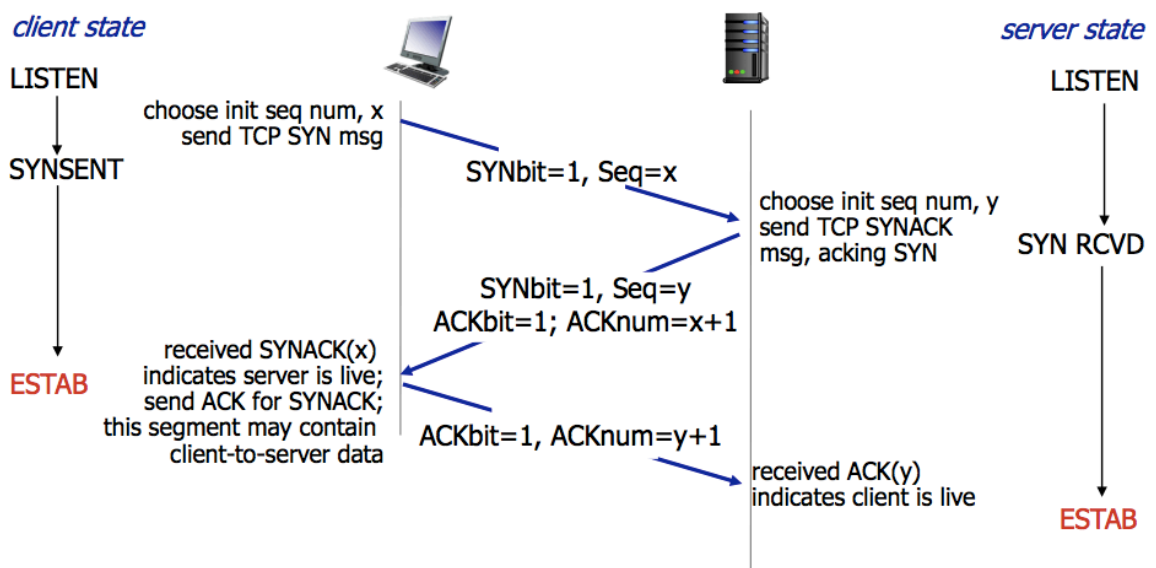 client state
server state
LISTEN
LISTEN
choose init seq num, x
send TCP SYN msg
SYNSENT
SYNbit=1, Seq=x
choose init seq num, y
send TCP SYNACK
msg, acking SYN
SYN RCVD
SYNbit=1, Seq=y
ACKbit=1; ACKnum=x+1
received SYNACK(x)
indicates server is live;
send ACK for SYNACK;
this segment may contain
client-to-server data
ESTAB
ACKbit=1, ACKnum=y+1
received ACK(y)
indicates client is live
ESTAB